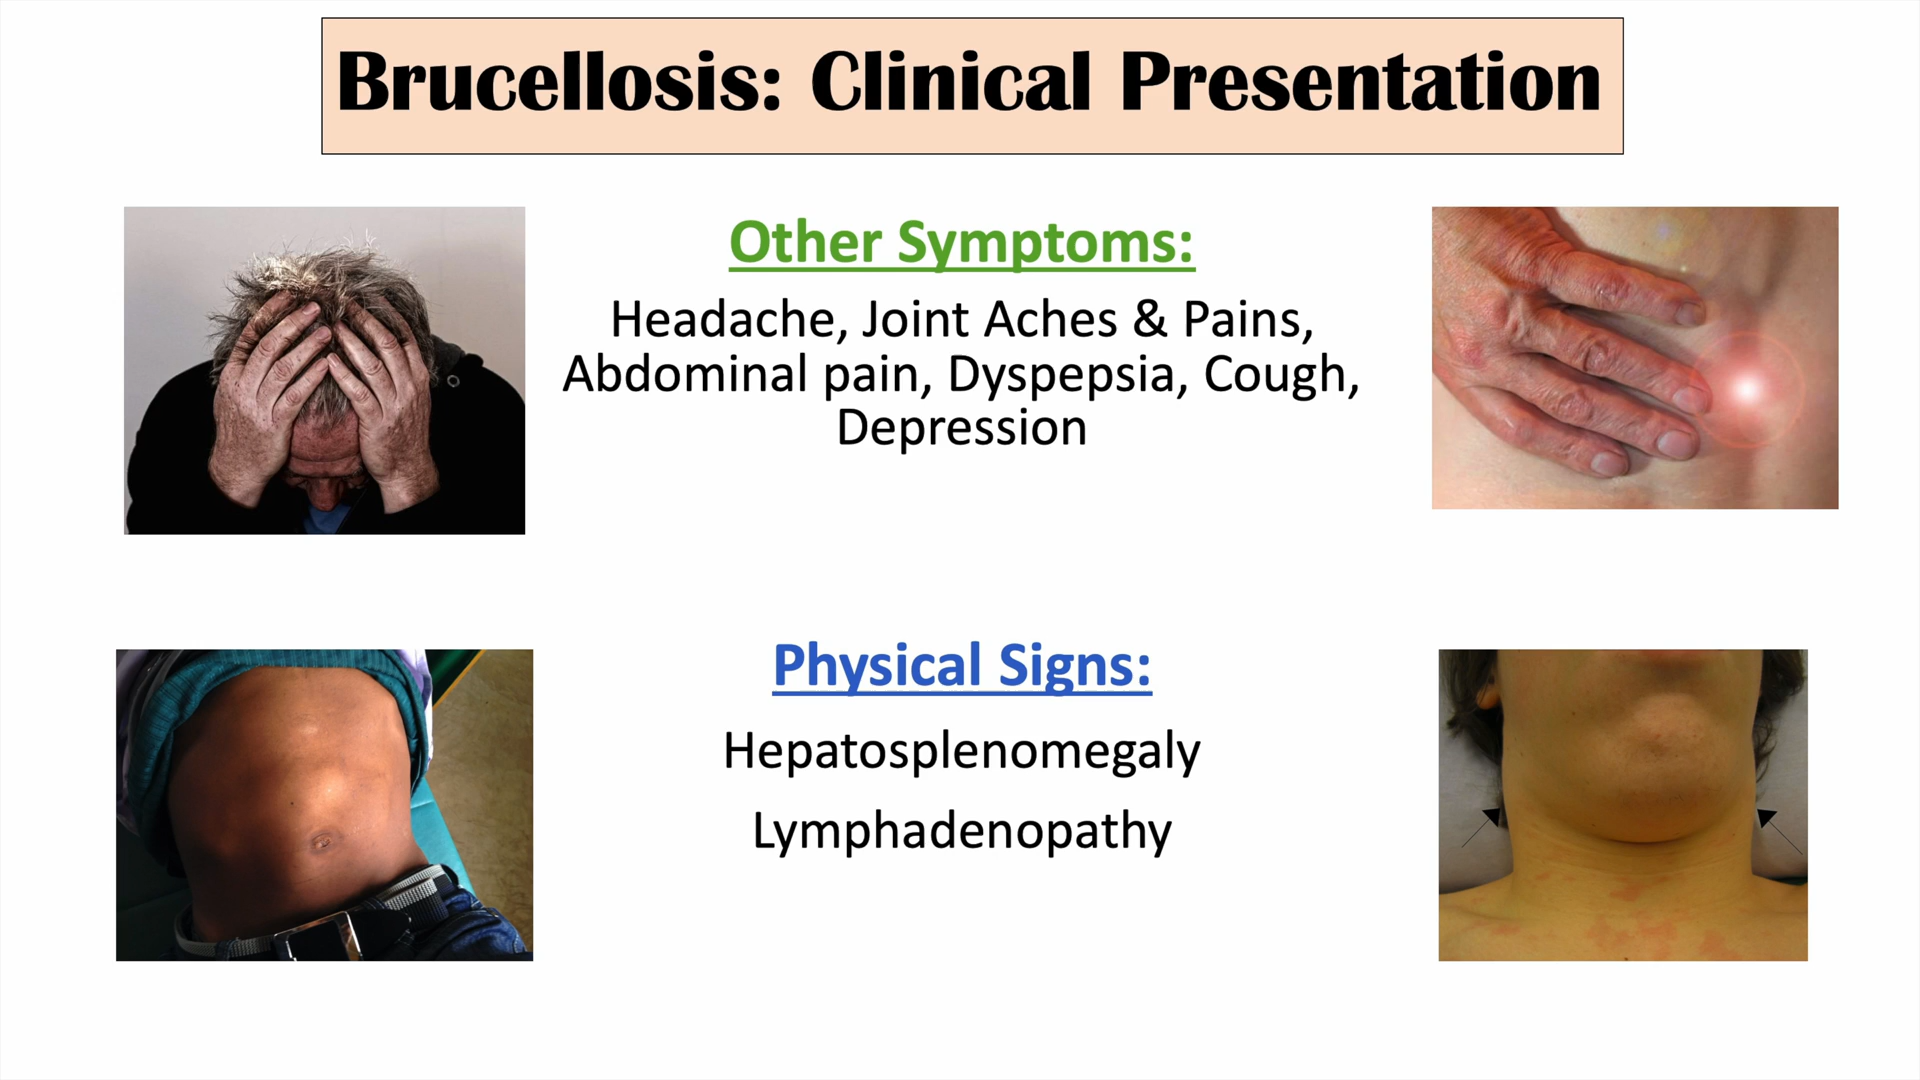 Brucellosis: Clinical Presentation
Other Symptoms:
Headache, Joint Aches & Pains,
Abdominal pain, Dyspepsia, Cough,
Depression
Physical Signs:
Hepatosplenomegaly
Lymphadenopathy